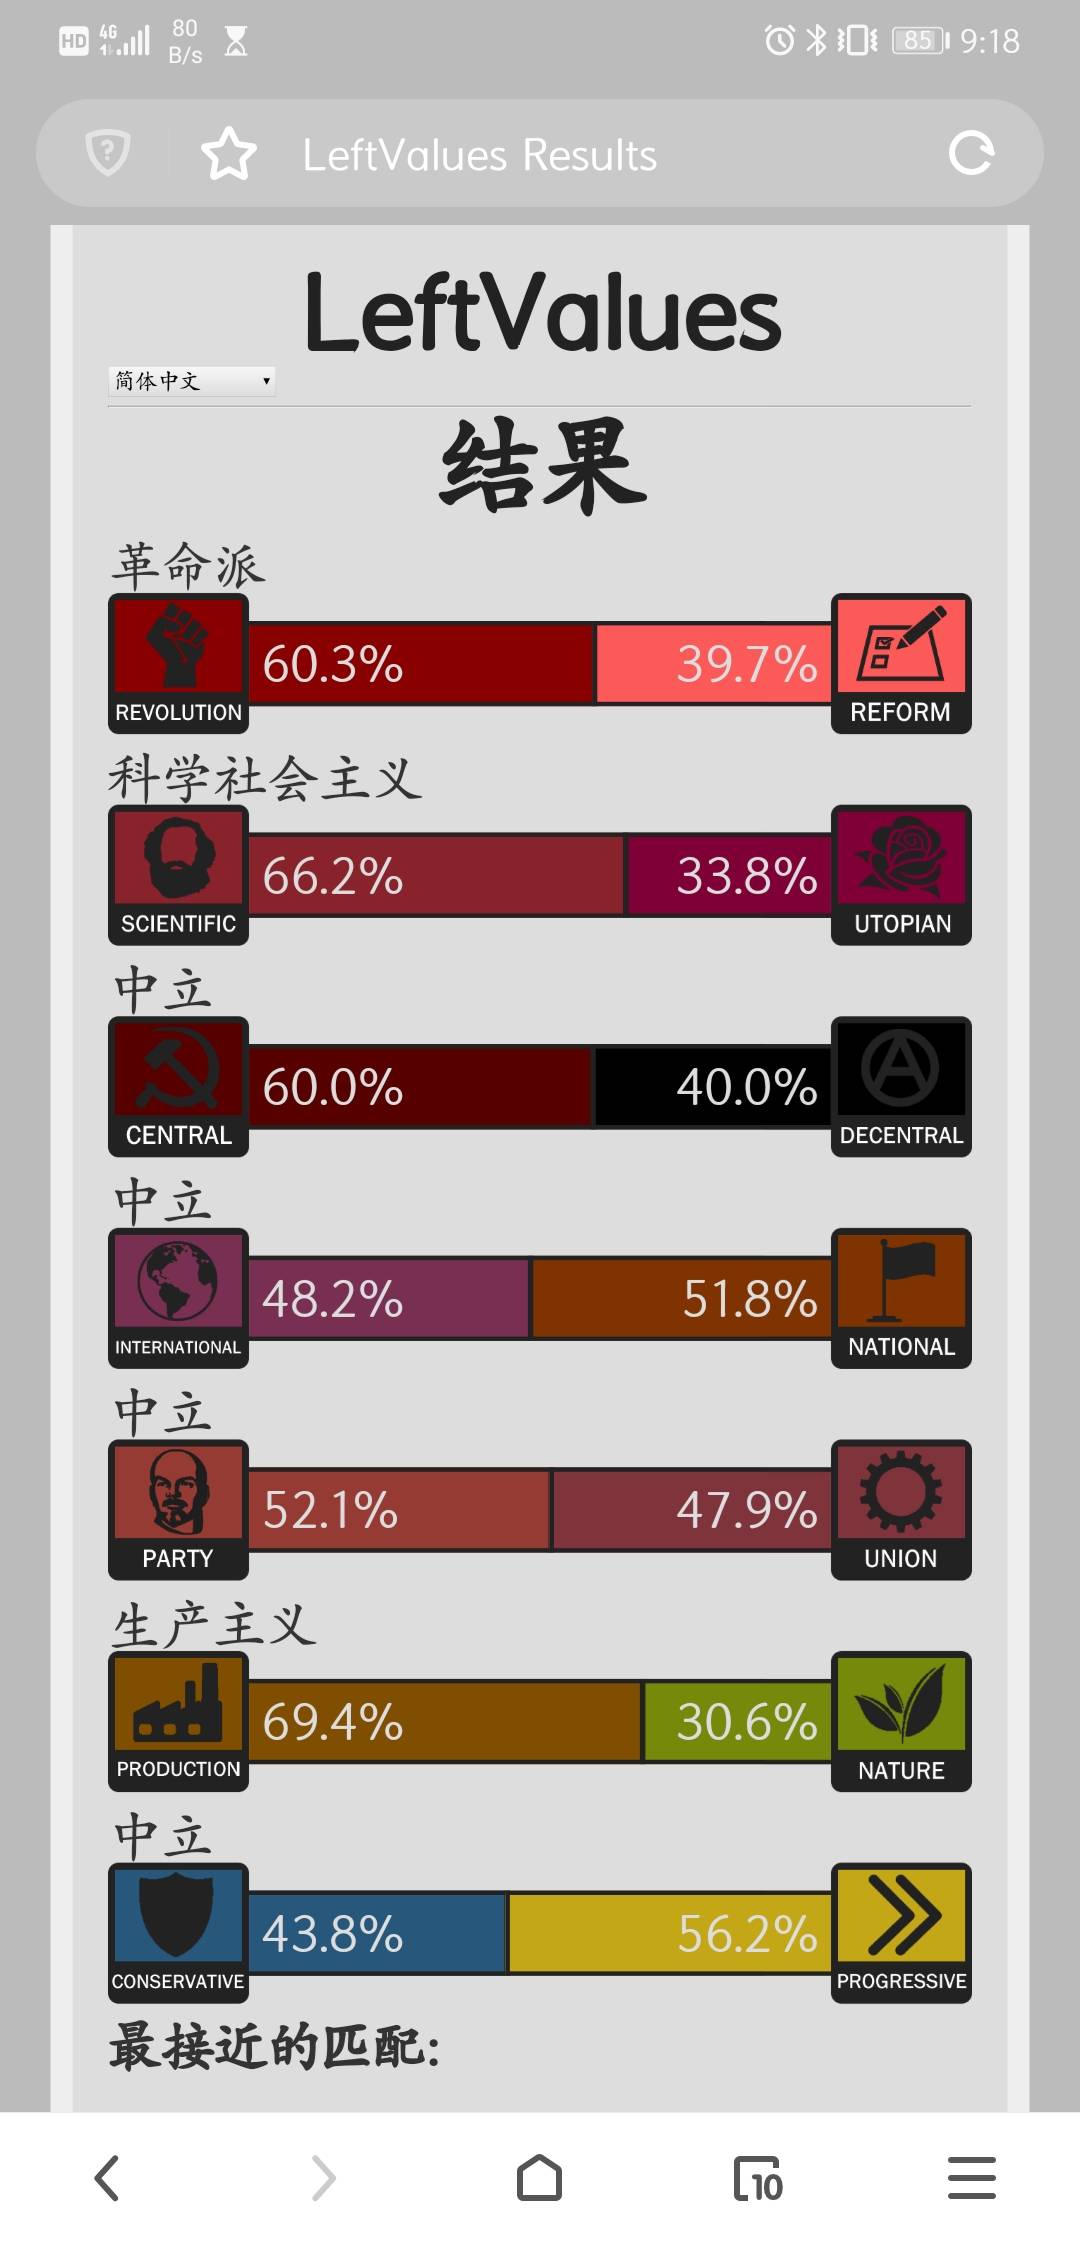 HD 4G 80 B/s 85 9:18
LeftValues Results
LeftValues
简体中文
结果
革命派
60.3% 39.7%
REVOLUTION REFORM
科学社会主义
66.2% 33.8%
SCIENTIFIC UTOPIAN
中立
60.0% 40.0%
CENTRAL DECENTRAL
中立
48.2% 51.8%
INTERNATIONAL NATIONAL
中立
52.1% 47.9%
PARTY UNION
生产主义
69.4% 30.6%
PRODUCTION NATURE
中立
43.8% 56.2%
CONSERVATIVE PROGRESSIVE
最接近的匹配:
10